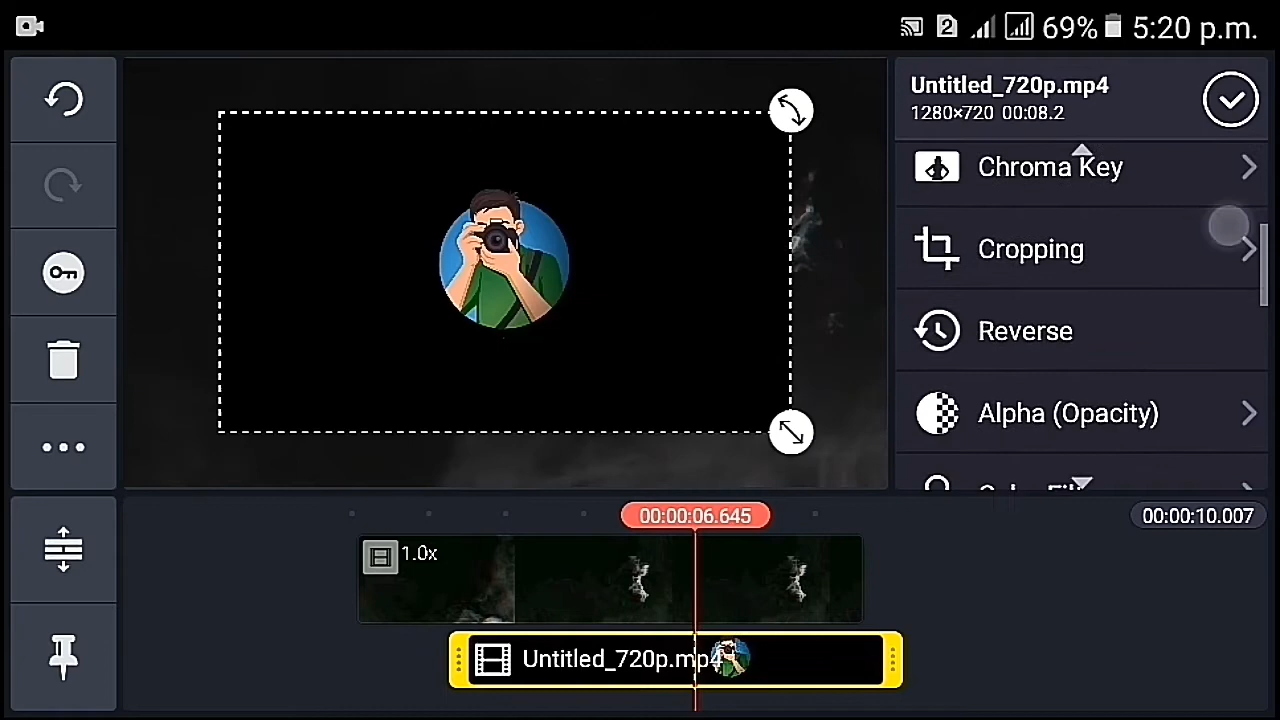 2 69% 5:20 p.m.
Untitled_720p.mp4
1280×720 00:08.2
Chroma Key
Cropping
Reverse
Alpha (Opacity)
00:00:06.645
00:00:10.007
1.0x
Untitled_720p.mp4